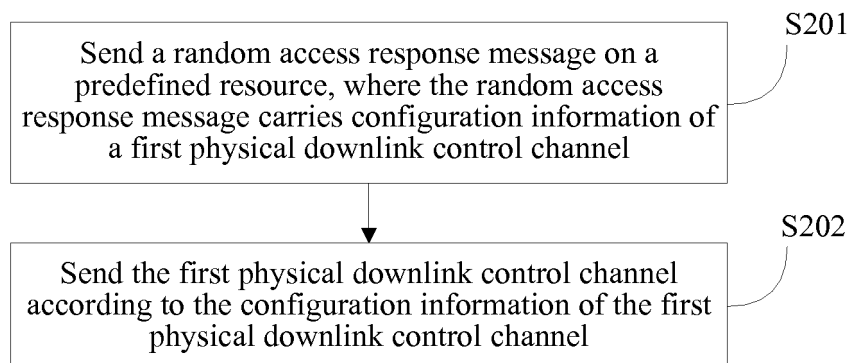 S201
Send a random access response message on a
predefined resource, where the random access
response message carries configuration information of
a first physical downlink control channel
S202
Send the first physical downlink control channel
according to the configuration information of the first
physical downlink control channel